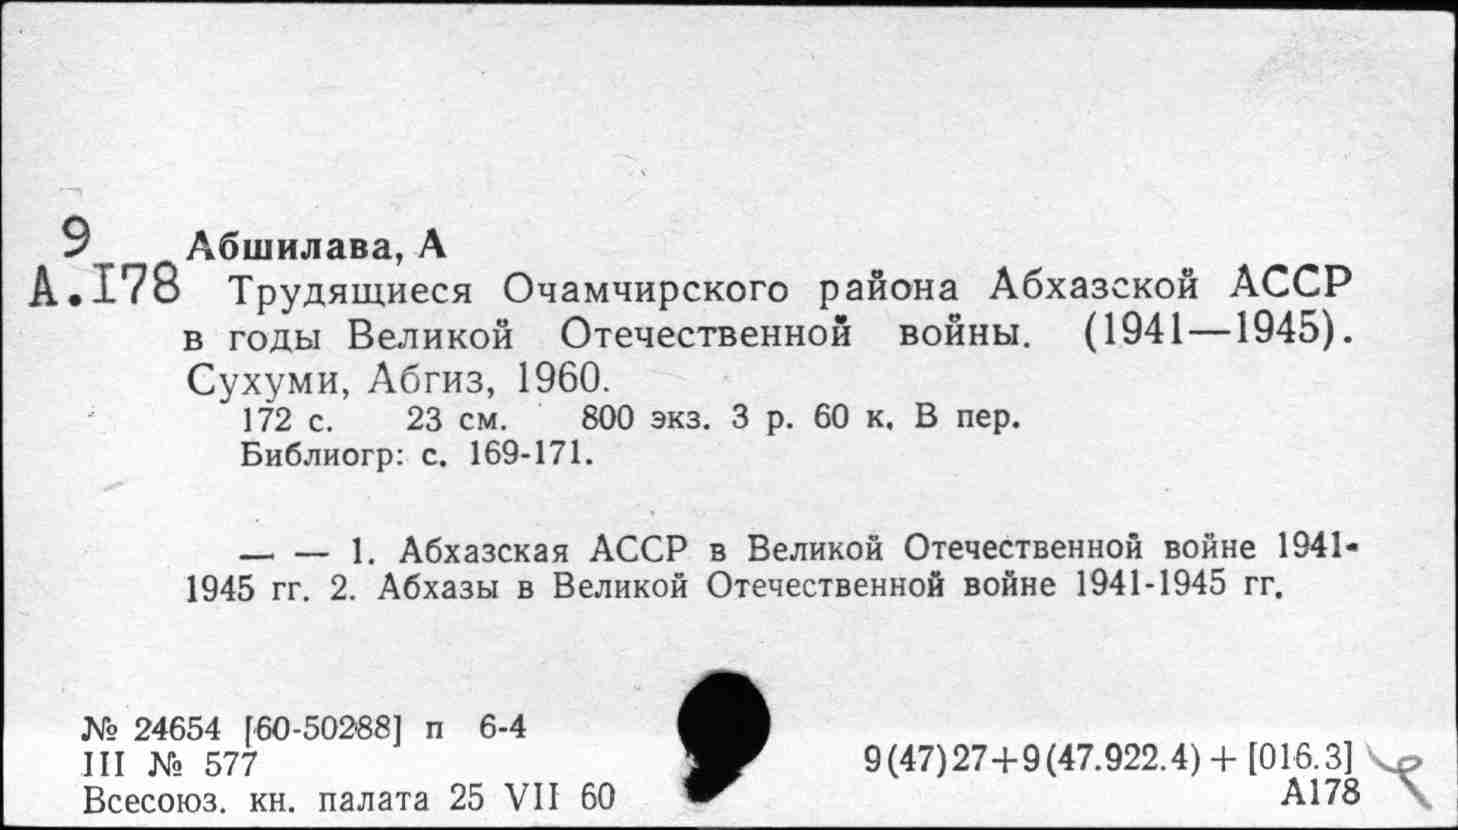 9 Абшилава, А
А.178 Трудящиеся Очамчирского района Абхазской АССР
в годы Великой Отечественной войны. (1941—1945).
Сухуми, Абгиз, 1960.
172 с. 23 см. 800 экз. 3 р. 60 к. В пер.
Библиогр: с. 169-171.
— — 1. Абхазская АССР в Великой Отечественной войне 1941-
1945 гг. 2. Абхазы в Великой Отечественной войне 1941-1945 гг.
№ 24654 [60-50288] п 6-4
III № 577
Всесоюз. кн. палата 25 VII 60
9(47)27+9(47.922.4) + [016.3]
А178